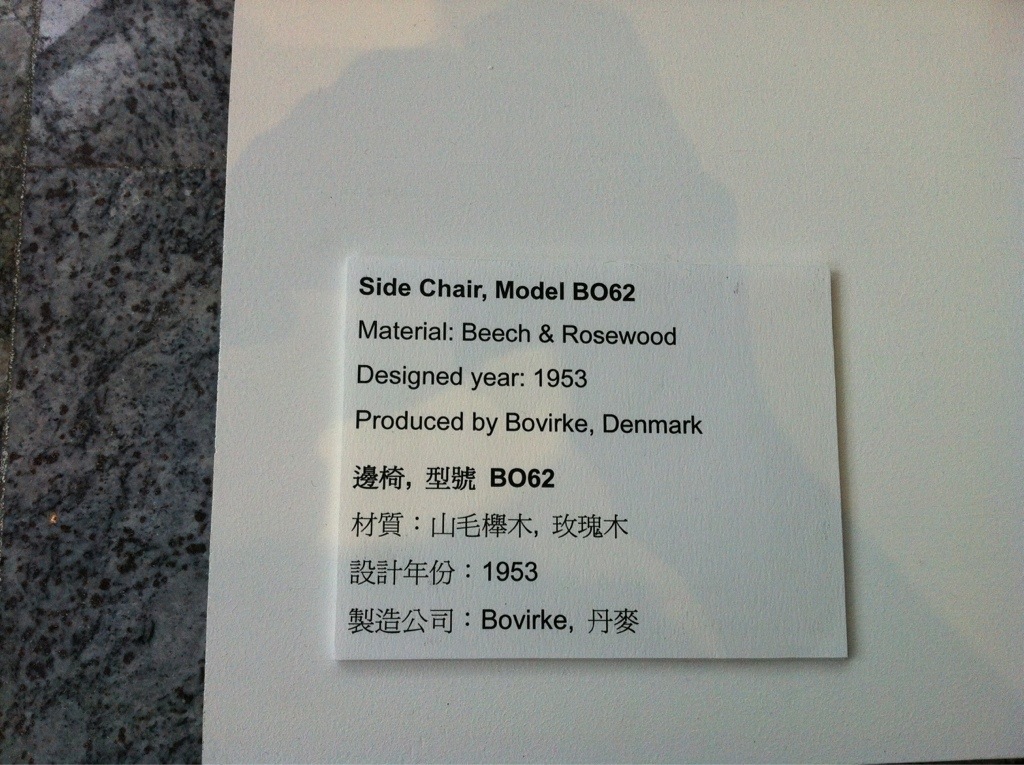 Side Chair, Model BO62
Material: Beech & Rosewood
Designed year: 1953
Produced by Bovirke, Denmark
邊椅, 型號 BO62
材質：山毛櫸木, 玫瑰木
設計年份：1953
製造公司：Bovirke, 丹麥